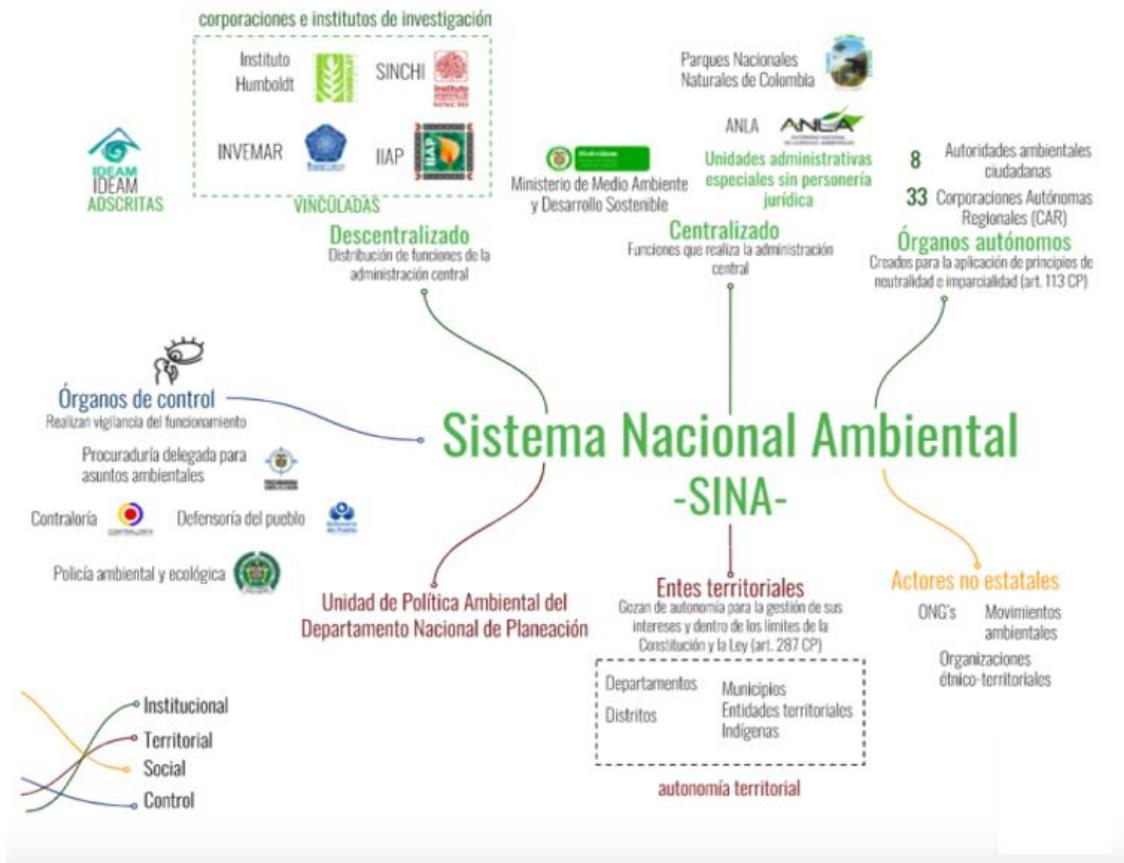 corporaciones e institutos de investigación
Instituto
Humboldt
HUMBOLDT
SINCHI
Instituto
SINCHI
INVEMAR
IIAP
IIAP
IDEAM
IDEAM
ADSCRITAS
VINCULADAS
Descentralizado
Distribución de funciones de la
administración central
Parques Nacionales
Naturales de Colombia
ANLA
ANLA
Unidades administrativas
especiales sin personería
jurídica
Ministerio de Medio Ambiente
y Desarrollo Sostenible
Centralizado
Funciones que realiza la administración
central
8
Autoridades ambientales
ciudadanas
33
Corporaciones Autónomas
Regionales (CAR)
Órganos autónomos
Creados para la aplicación de principios de
neutralidad e imparcialidad (art. 113 CP)
Órganos de control
Realizan vigilancia del funcionamiento
Procuraduría delegada para
asuntos ambientales
Contraloría
CONTRALORÍA
Defensoría del pueblo
Policía ambiental y ecológica
Sistema Nacional Ambiental
-SINA-
Unidad de Política Ambiental del
Departamento Nacional de Planeación
Entes territoriales
Gozan de autonomía para la gestión de sus
intereses y dentro de los límites de la
Constitución y la Ley (art. 287 CP)
Departamentos
Distritos
Municipios
Entidades territoriales
Indígenas
autonomía territorial
Actores no estatales
ONG's
Movimientos
ambientales
Organizaciones
étnico-territoriales
Institucional
Territorial
Social
Control